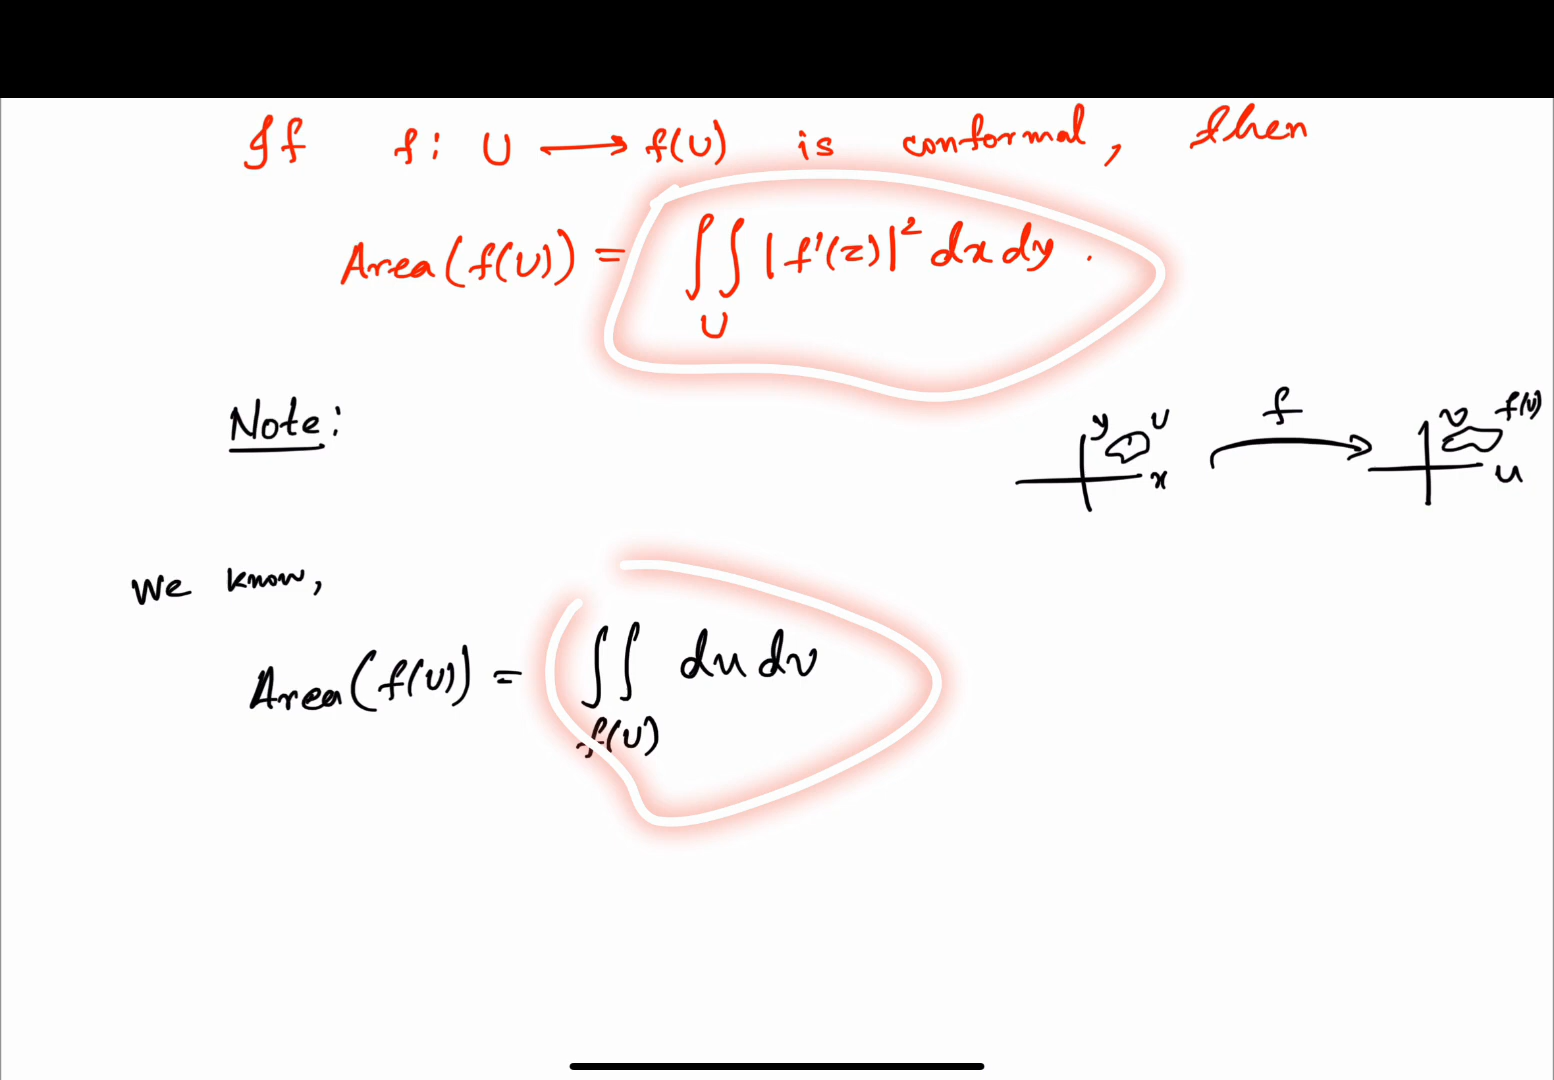 If f: U ⟶ f(U) is conformal, then
Area(f(U)) = ∬_U |f'(z)|² dx dy.
Note:
y U x f v f(U) u
We know,
Area(f(U)) = ∬_f(U) du dv